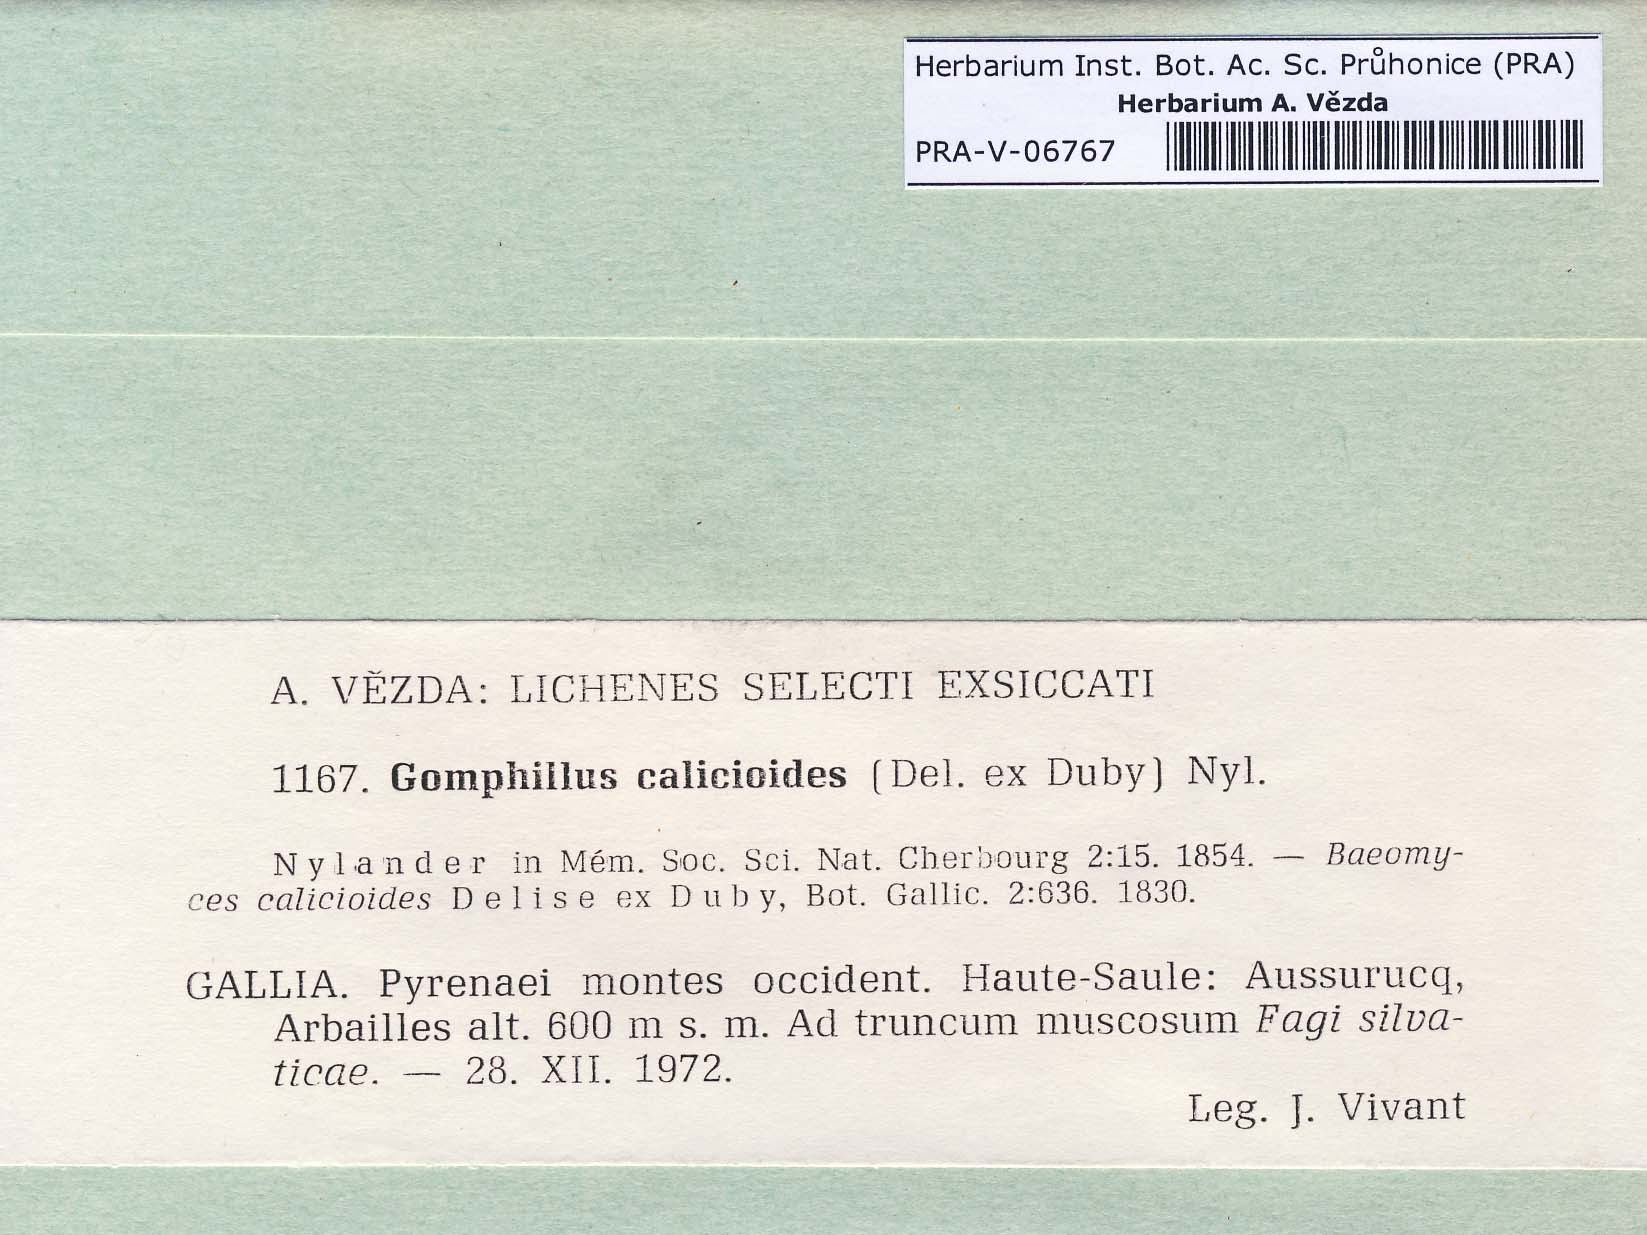 Herbarium Inst. Bot. Ac. Sc. Průhonice (PRA)
Herbarium A. Vězda
PRA-V-06767
A. VĚZDA: LICHENES SELECTI EXSICCATI
1167. Gomphillus calicioides (Del. ex Duby) Nyl.
Nylander in Mém. Soc. Sci. Nat. Cherbourg 2:15. 1854. — Baeomy-
ces calicioides Delise ex Duby, Bot. Gallic. 2:636. 1830.
GALLIA. Pyrenaei montes occident. Haute-Saule: Aussurucq,
Arbailles alt. 600 m s. m. Ad truncum muscosum Fagi silva-
ticae. — 28. XII. 1972.
Leg. J. Vivant